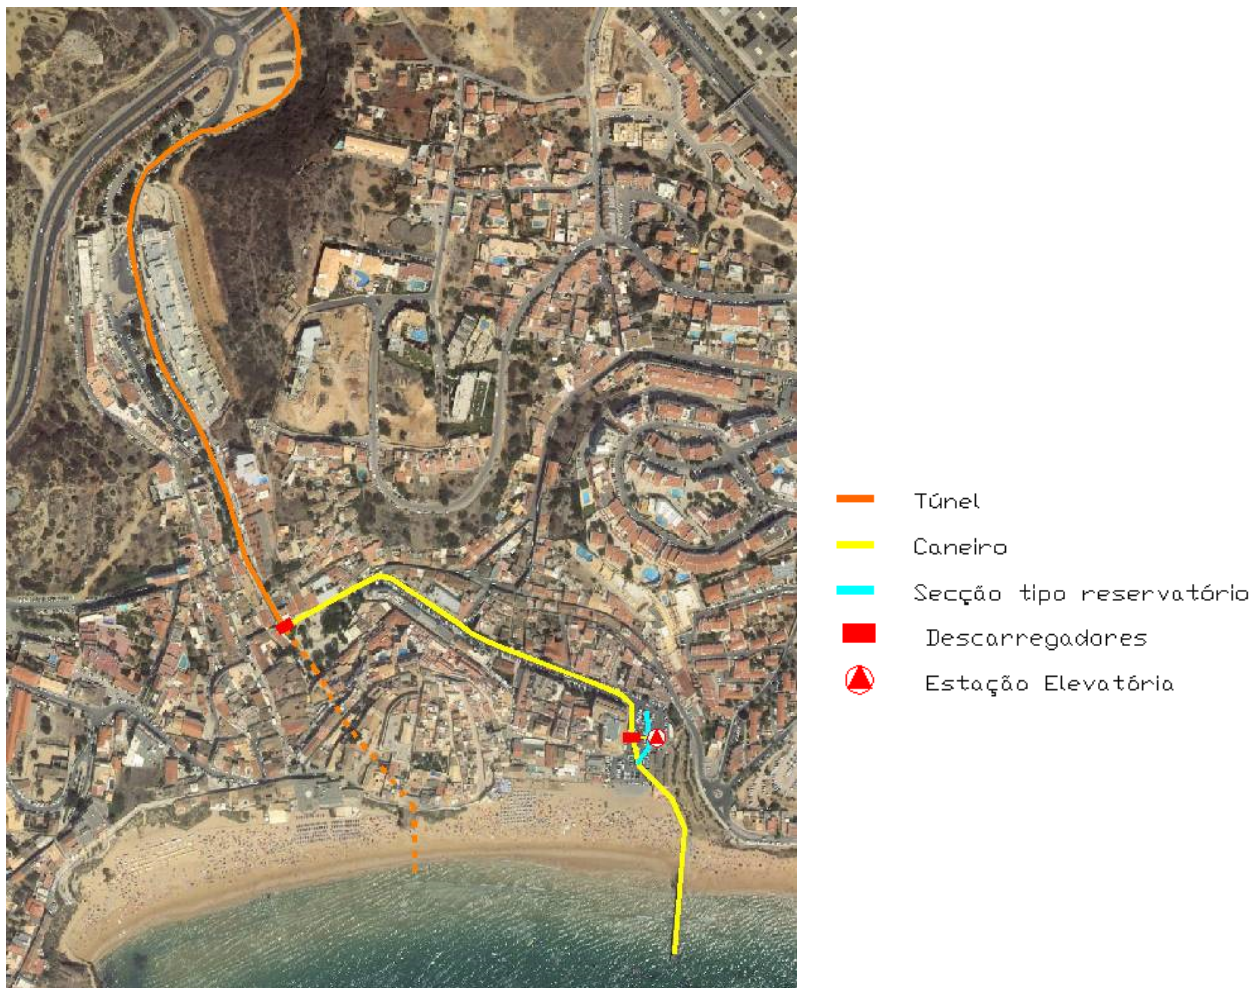 Túnel
Caneiro
Secção tipo reservatório
Descarregadores
Estação Elevatória